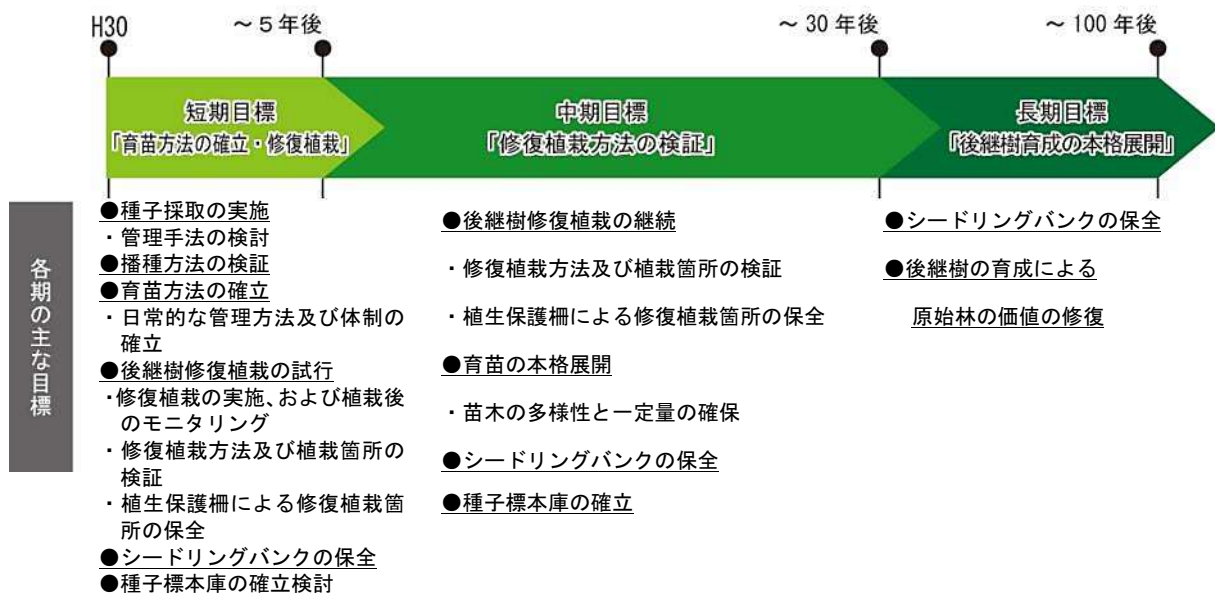 H30
～5年後
～30年後
～100年後
短期目標
「育苗方法の確立・修復植栽」
中期目標
「修復植栽方法の検証」
長期目標
「後継樹育成の本格展開」
各期の主な目標
●種子採取の実施
・管理手法の検討
●播種方法の検証
●育苗方法の確立
・日常的な管理方法及び体制の
確立
●後継樹修復植栽の試行
・修復植栽の実施、および植栽後
のモニタリング
・修復植栽方法及び植栽箇所の
検証
・植生保護柵による修復植栽箇
所の保全
●シードリングバンクの保全
●種子標本庫の確立検討
●後継樹修復植栽の継続
・修復植栽方法及び植栽箇所の検証
・植生保護柵による修復植栽箇所の保全
●育苗の本格展開
・苗木の多様性と一定量の確保
●シードリングバンクの保全
●種子標本庫の確立
●シードリングバンクの保全
●後継樹の育成による
原始林の価値の修復